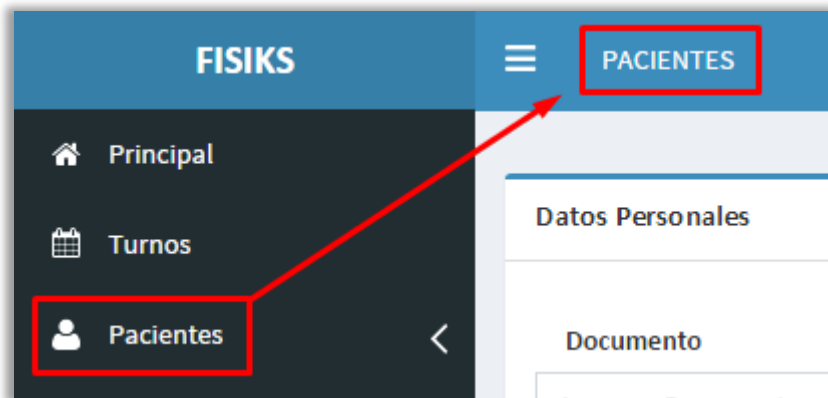 FISIKS
PACIENTES
Principal
Turnos
Pacientes
Datos Personales
Documento